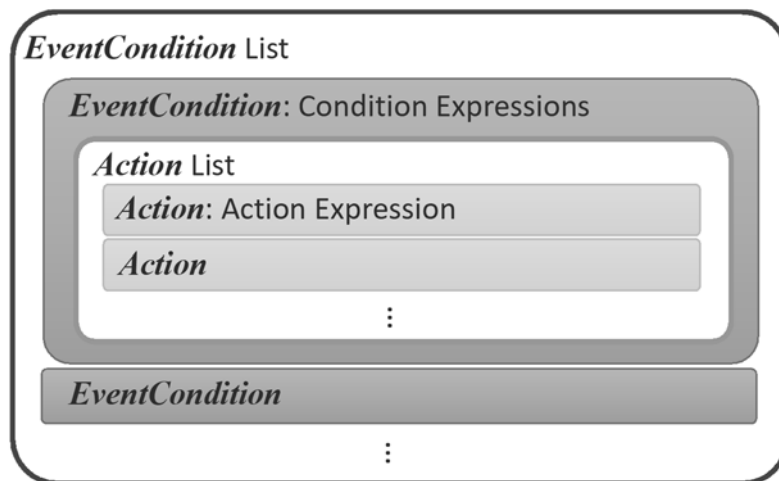 EventCondition List
EventCondition: Condition Expressions
Action List
Action: Action Expression
Action
⋮
EventCondition
⋮